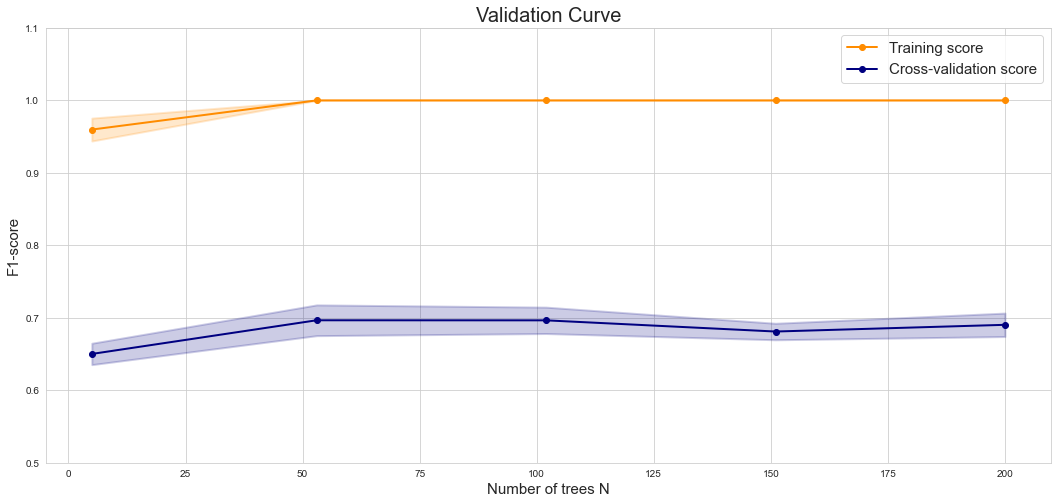 Validation Curve
Training score
Cross-validation score
F1-score
1.1
1.0
0.9
0.8
0.7
0.6
0.5
0 25 50 75 100 125 150 175 200
Number of trees N